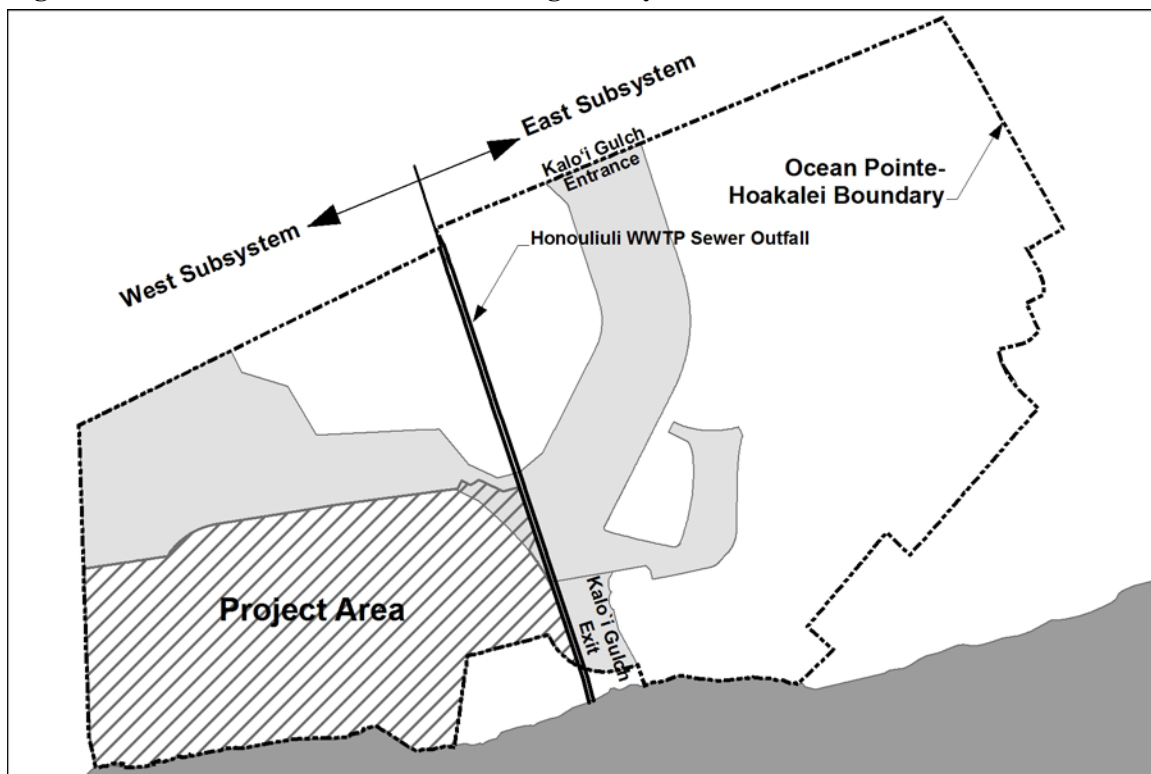 East Subsystem
West Subsystem
Kalo'i Gulch
Entrance
Ocean Pointe-
Hoakalei Boundary
Honouliuli WWTP Sewer Outfall
Project Area
Kalo'i Gulch
Exit